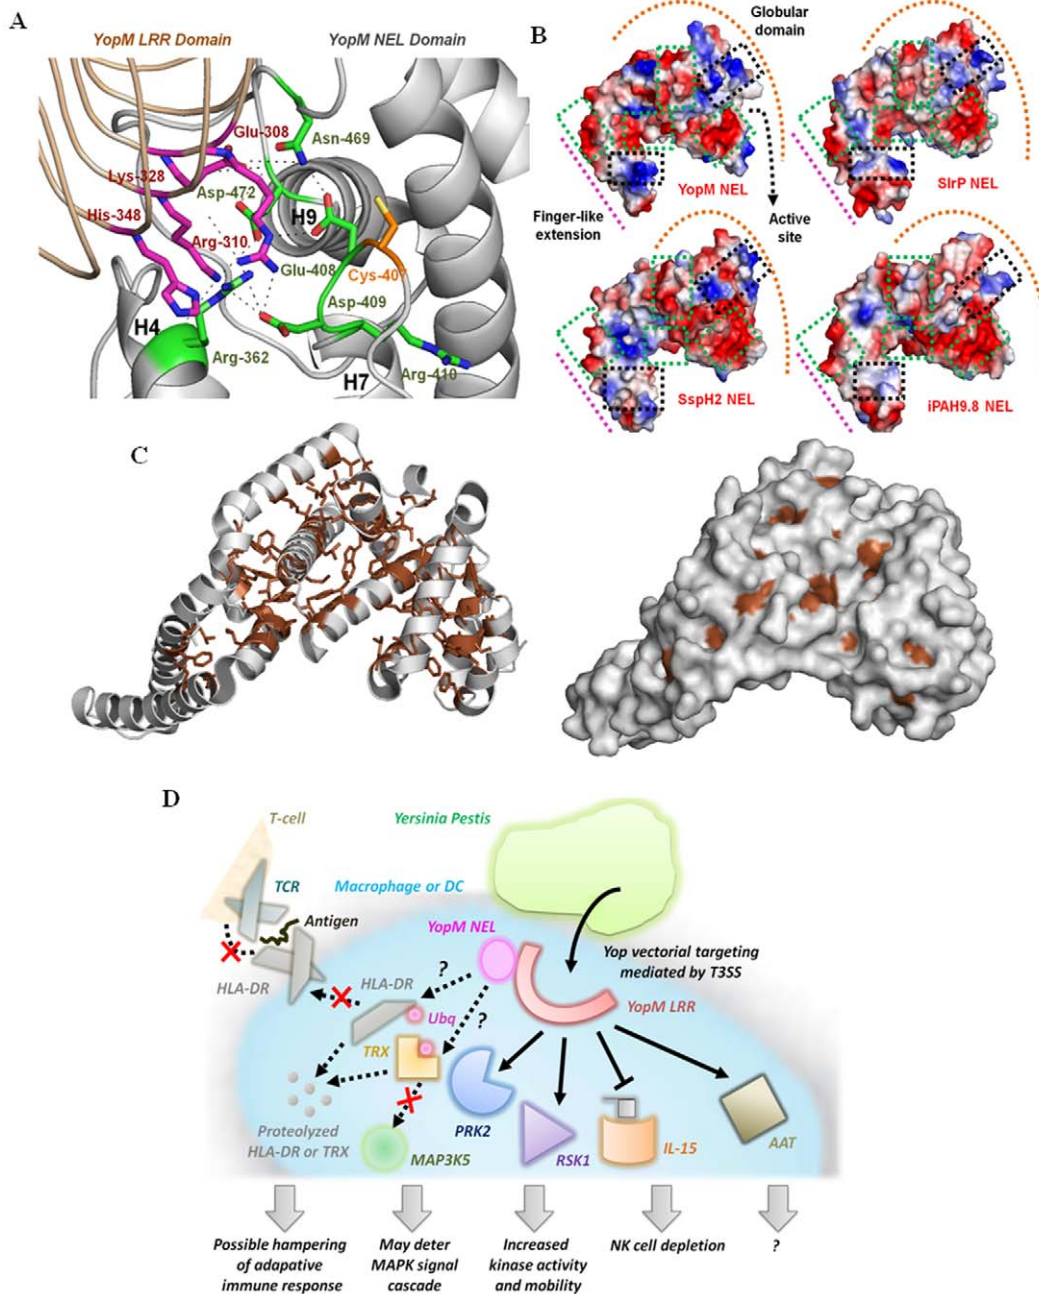 A
YopM LRR Domain
YopM NEL Domain
Glu-308
Asn-469
Lys-328
Asp-472
His-348
H9
Arg-310
Glu-408
Cys-407
Asp-409
H4
Arg-362
H7
Arg-410
B
Globular
domain
YopM NEL
SlrP NEL
Finger-like
extension
Active
site
SspH2 NEL
iPAH9.8 NEL
C
D
T-cell
Yersinia Pestis
TCR
Macrophage or DC
Antigen
YopM NEL
Yop vectorial targeting
mediated by T3SS
HLA-DR
HLA-DR
?
YopM LRR
Ubq
?
TRX
Proteolyzed
HLA-DR or TRX
MAP3K5
PRK2
RSK1
IL-15
AAT
Possible hampering
of adapative
immune response
May deter
MAPK signal
cascade
Increased
kinase activity
and mobility
NK cell depletion
?